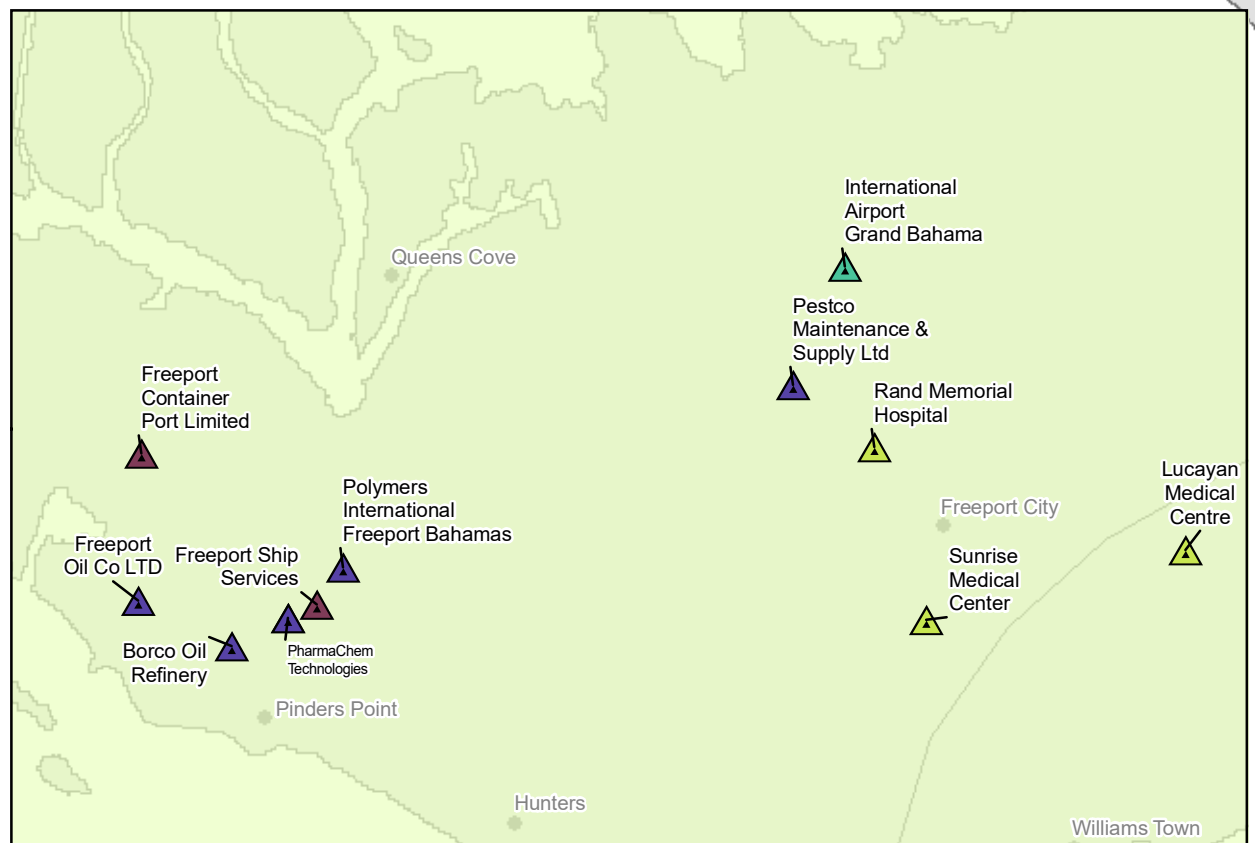 International
Airport
Grand Bahama
Queens Cove
Pestco
Maintenance &
Supply Ltd
Freeport
Container
Port Limited
Rand Memorial
Hospital
Lucayan
Medical
Centre
Polymers
International
Freeport Bahamas
Freeport City
Freeport
Oil Co LTD
Freeport Ship
Services
Sunrise
Medical
Center
Borco Oil
Refinery
PharmaChem
Technologies
Pinders Point
Hunters
Williams Town